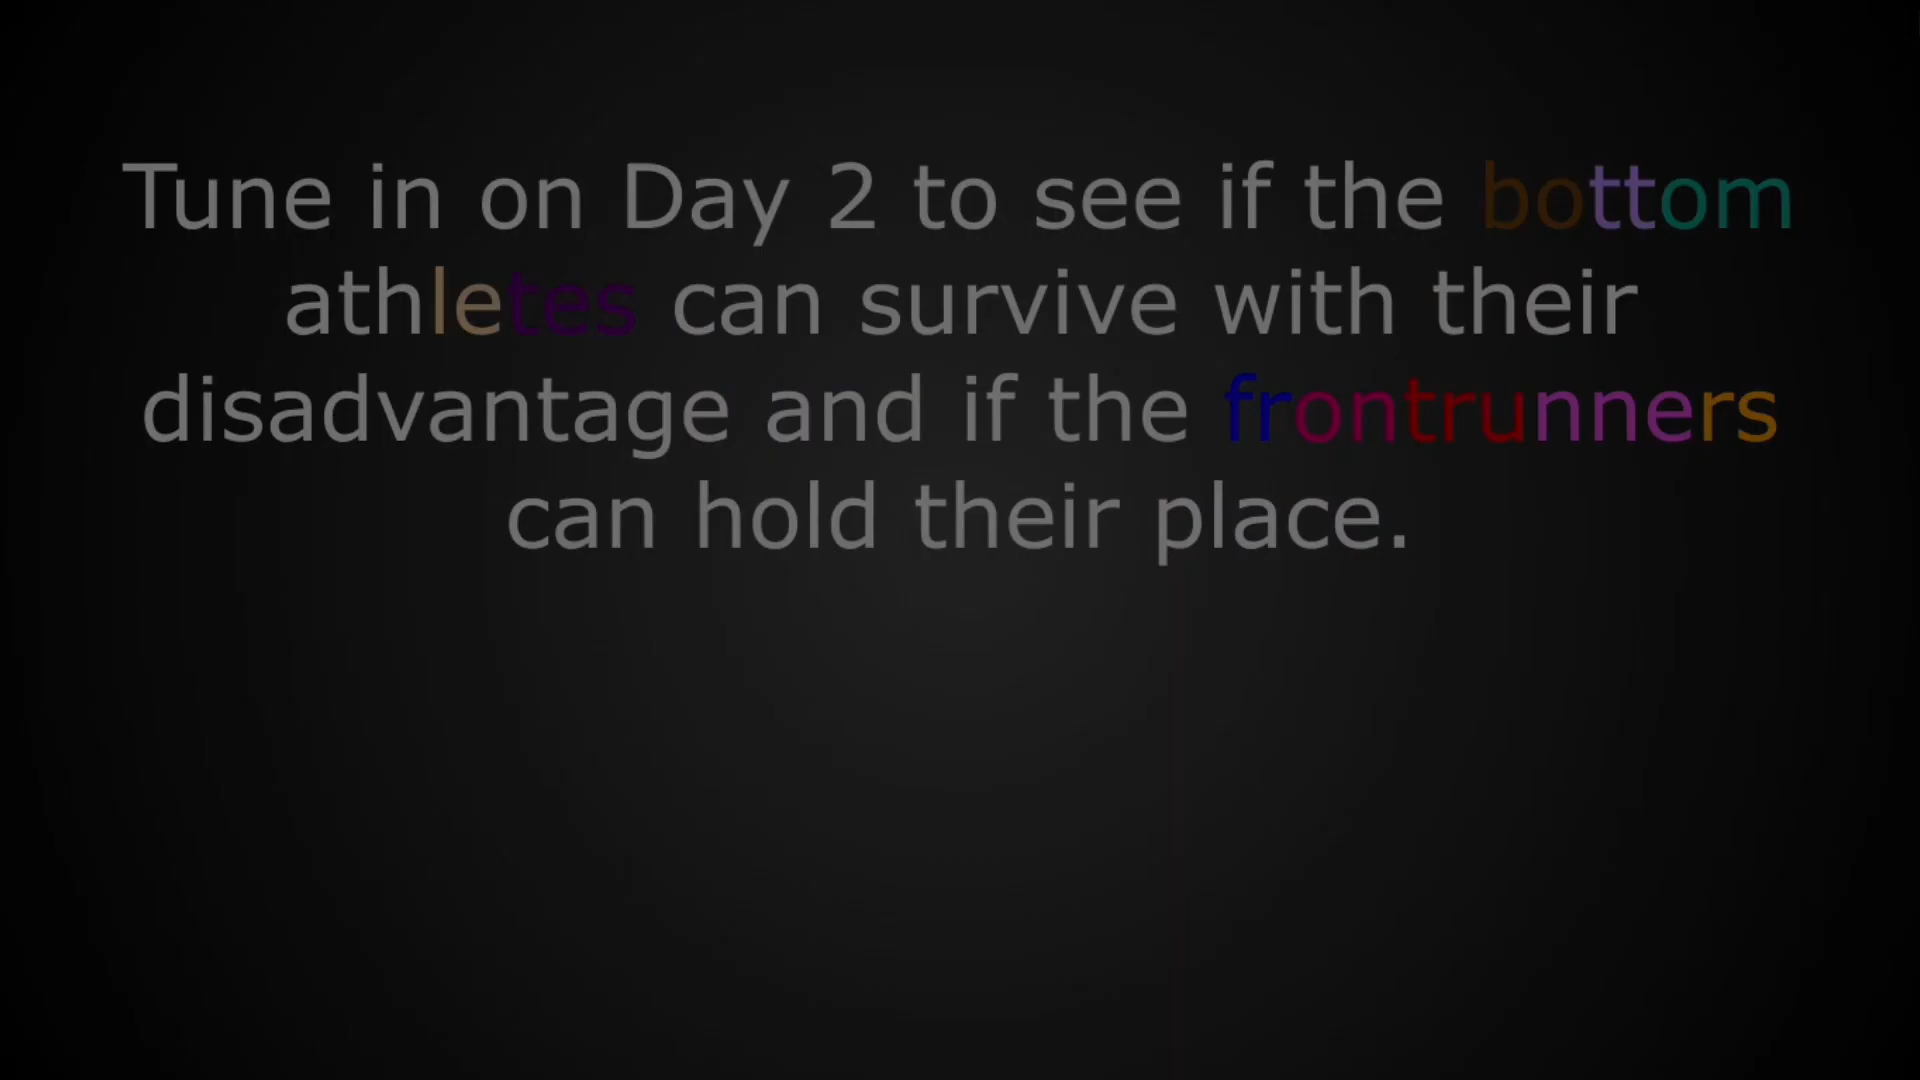 Tune in on Day 2 to see if the bottom
athletes can survive with their
disadvantage and if the frontrunners
can hold their place.